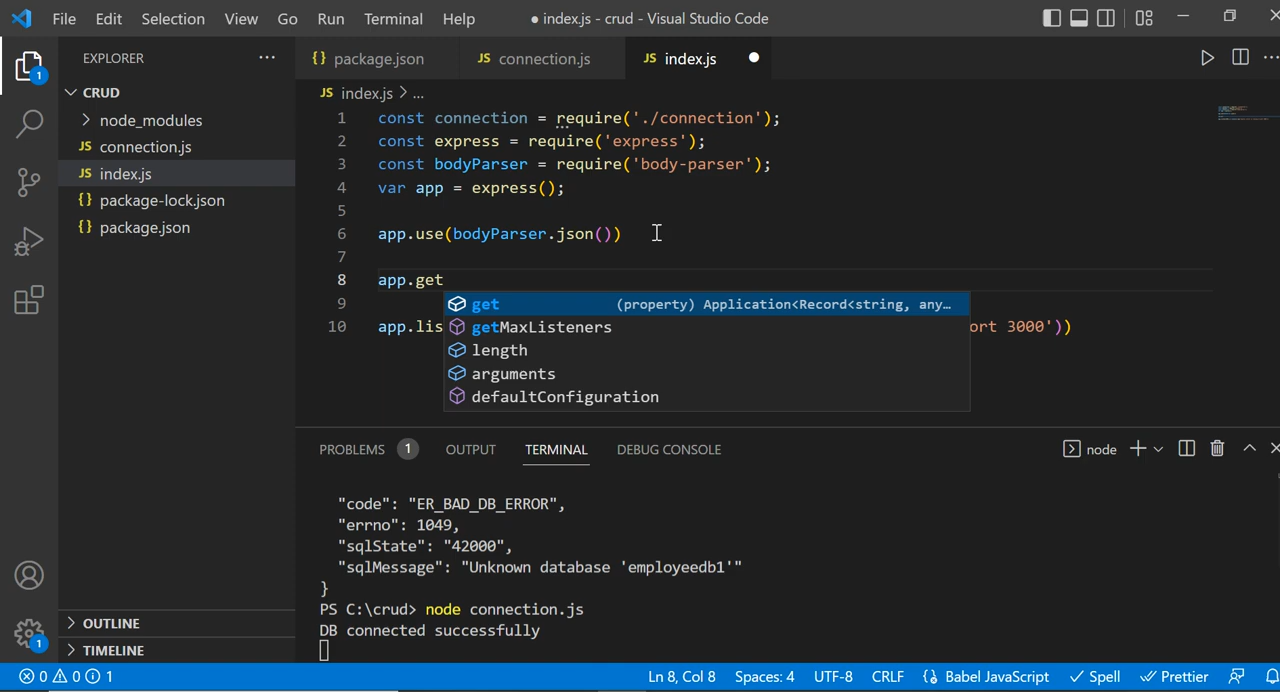 File Edit Selection View Go Run Terminal Help ● index.js - crud - Visual Studio Code
EXPLORER ...
CRUD
node_modules
JS connection.js
JS index.js
{} package-lock.json
{} package.json
OUTLINE
TIMELINE
1
1
{} package.json JS connection.js JS index.js
JS index.js > ...
1 const connection = require('./connection');
2 const express = require('express');
3 const bodyParser = require('body-parser');
4 var app = express();
5
6 app.use(bodyParser.json())
7
8 app.get
9
10 app.lis ort 3000'))
get (property) Application<Record<string, any…
getMaxListeners
length
arguments
defaultConfiguration
PROBLEMS 1 OUTPUT TERMINAL DEBUG CONSOLE node
"code": "ER_BAD_DB_ERROR",
"errno": 1049,
"sqlState": "42000",
"sqlMessage": "Unknown database 'employeedb1'"
}
PS C:\crud> node connection.js
DB connected successfully
0 0 1 Ln 8, Col 8 Spaces: 4 UTF-8 CRLF {} Babel JavaScript Spell Prettier